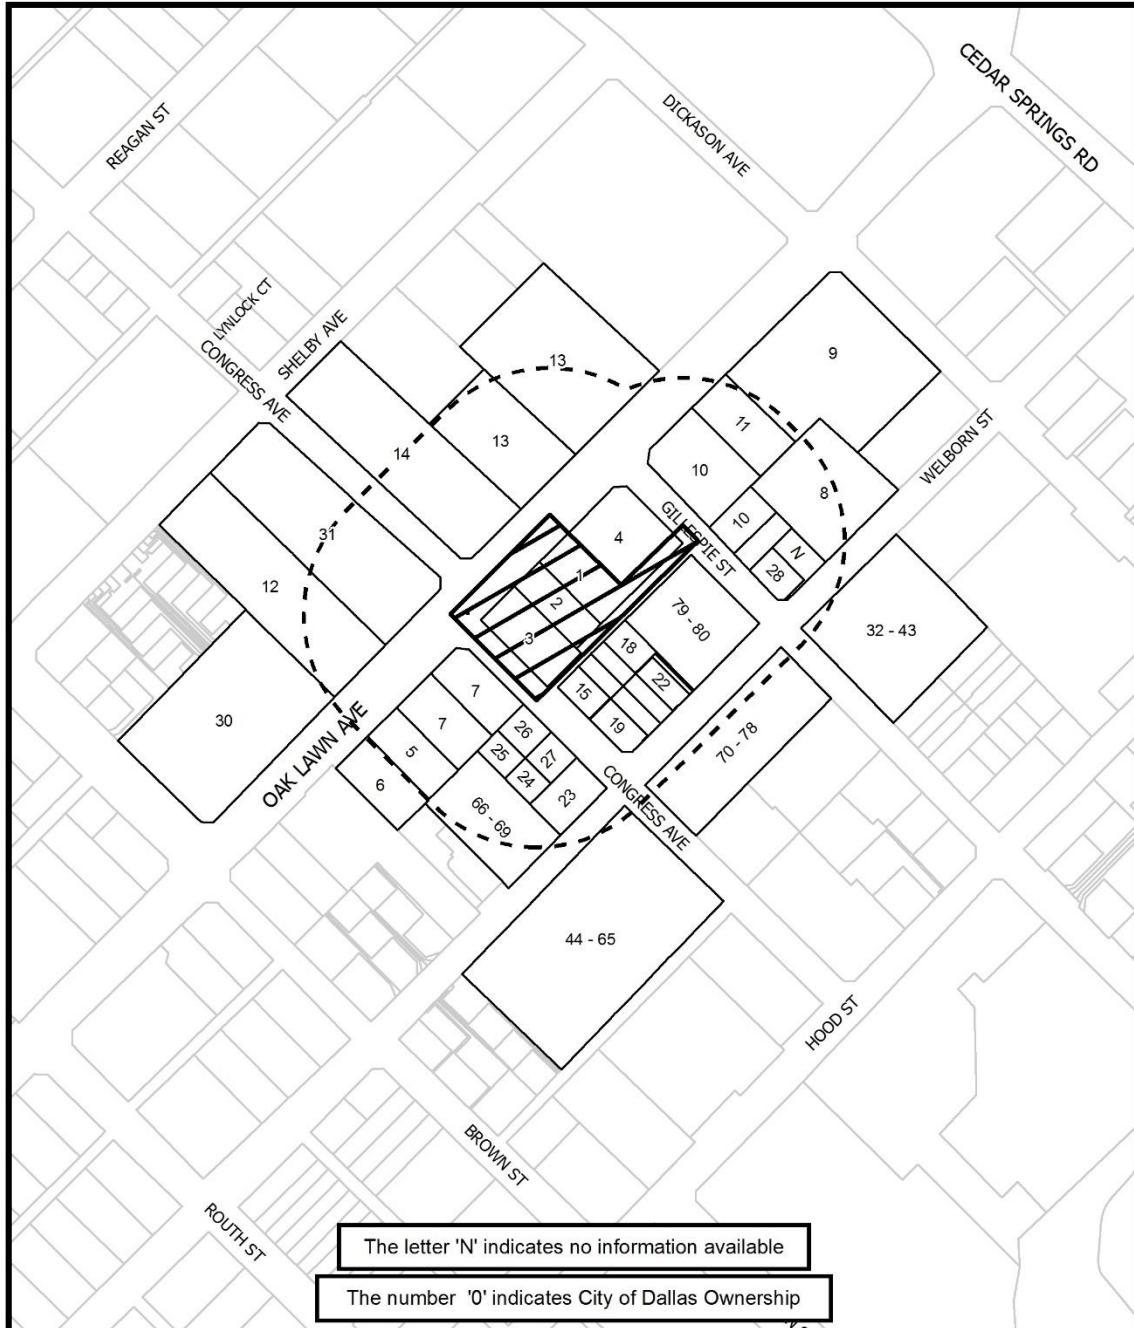 CEDAR SPRINGS RD
DICKASON AVE
REAGAN ST
LYNLOCK CT
SHELBY AVE
CONGRESS AVE
13
9
WELBORN ST
11
14
13
10
8
31
10
GILLESPIE ST
4
N
1
28
12
2
79 - 80
32 - 43
3
18
22
15
7
30
19
26
7
OAK LAWN AVE
5
25
27
70 - 78
24
6
23
CONGRESS AVE
66 - 69
44 - 65
HOOD ST
BROWN ST
ROUTH ST
The letter 'N' indicates no information available
The number '0' indicates City of Dallas Ownership